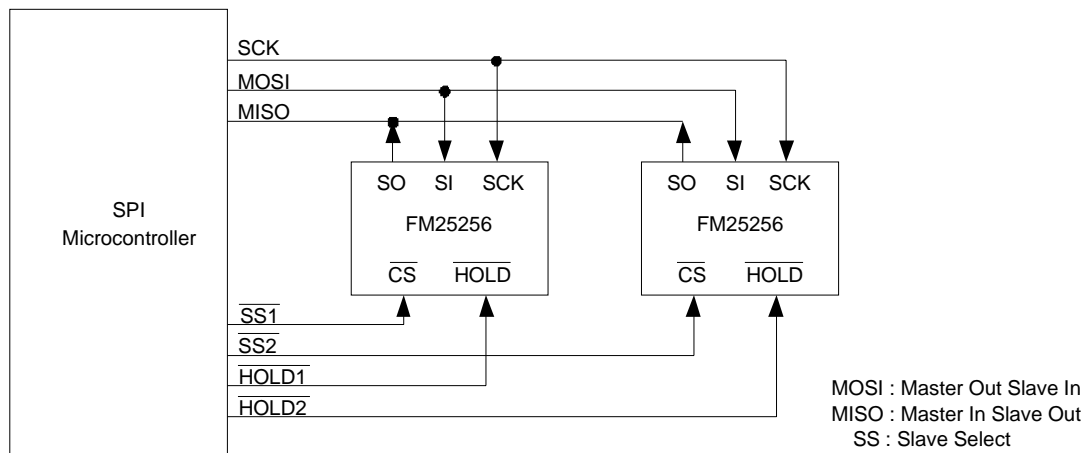 SCK
MOSI
MISO
SO SI SCK
SO SI SCK
SPI
Microcontroller
FM25256
FM25256
CS HOLD
CS HOLD
SS1
SS2
HOLD1
HOLD2
MOSI : Master Out Slave In
MISO : Master In Slave Out
SS : Slave Select